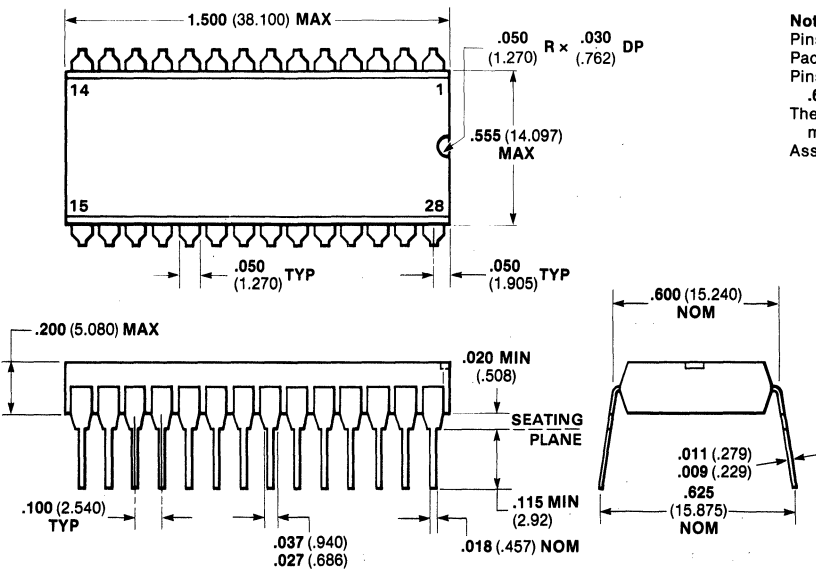 1.500 (38.100) MAX
.050
(1.270) R × .030
(.762) DP
Not
Pins
Pac
Pins
.6
The
m
Ass
14 1
.555 (14.097)
MAX
15 28
.050
(1.270) TYP
.050
(1.905) TYP
.200 (5.080) MAX
.600 (15.240)
NOM
.020 MIN
(.508)
SEATING
PLANE
.011 (.279)
.009 (.229)
.100 (2.540)
TYP
.115 MIN
(2.92)
.625
(15.875)
NOM
.037 (.940)
.027 (.686)
.018 (.457) NOM